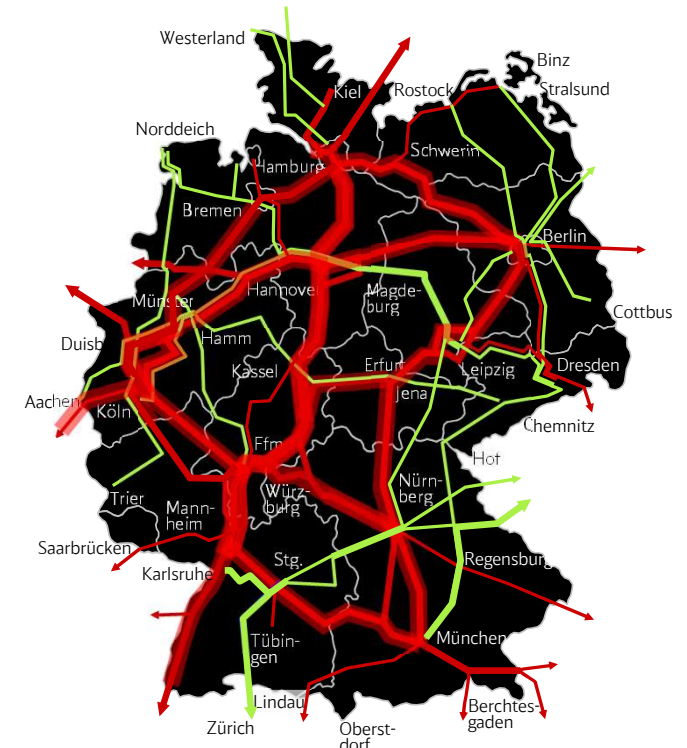 Westerland
Binz
Kiel
Rostock
Stralsund
Norddeich
Hamburg
Schwerin
Bremen
Berlin
Münster
Hannover
Magde-
burg
Cottbus
Duisb
Hamm
Kassel
Erfurt
Leipzig
Dresden
Aachen
Köln
Jena
Chemnitz
Ffm
Hof
Trier
Mann-
heim
Würz-
burg
Nürn-
berg
Saarbrücken
Karlsruhe
Stg.
Regensburg
Tübin-
gen
München
Lindau
Zürich
Oberst-
dorf
Berchtes-
gaden